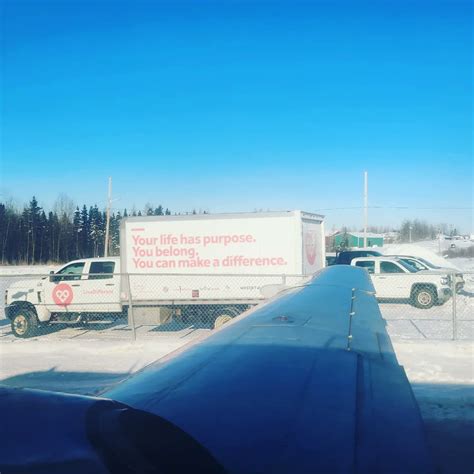 Your life has purpose.
You belong.
You can make a difference.